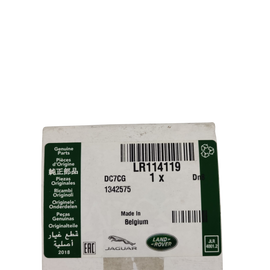 Genuine
Parts
Pièces
d'Origine
純正部品
Piezas
Originales
Ricambi
Originali
Originele
Onderdelen
Peças
Genuínas
Originalteile
قطع غيار
أصلية
2018
LR114119
DC7CG
1 x
1342575
Made In
Belgium
EAC
JAGUAR
LAND
ROVER
JLR